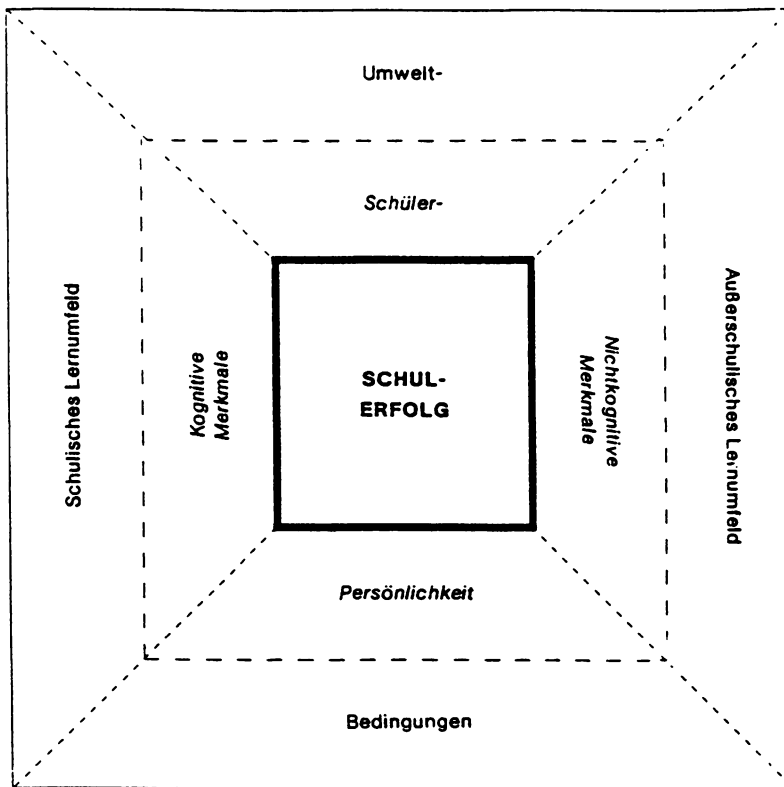 Umwelt-
Schüler-
Schulisches Lernumfeld
Kognitive
Merkmale
SCHUL-
ERFOLG
Nichtkognitive
Merkmale
Außerschulisches Lernumfeld
Persönlichkeit
Bedingungen